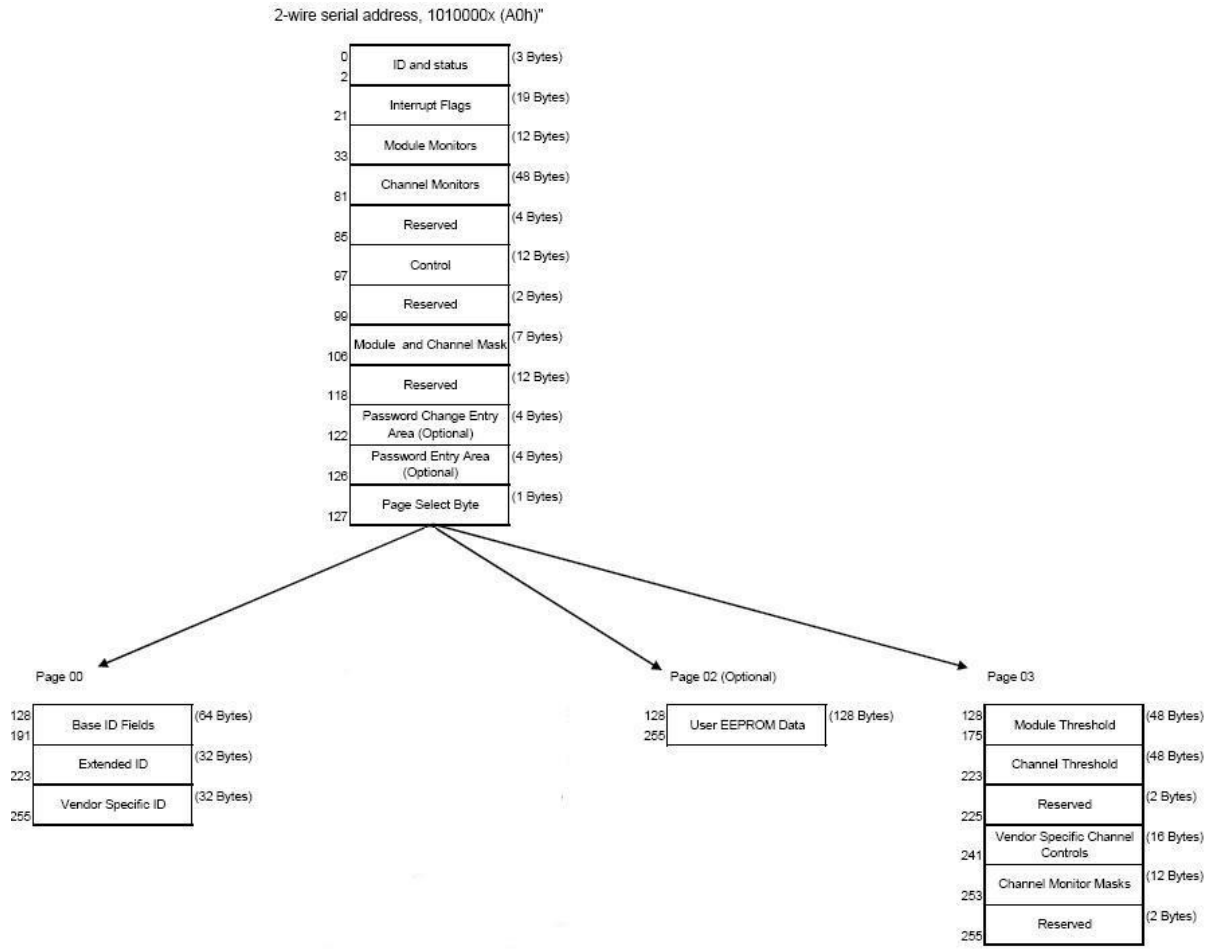 2-wire serial address, 1010000x (A0h)"
0
2
ID and status
(3 Bytes)
21
Interrupt Flags
(19 Bytes)
33
Module Monitors
(12 Bytes)
81
Channel Monitors
(48 Bytes)
85
Reserved
(4 Bytes)
97
Control
(12 Bytes)
99
Reserved
(2 Bytes)
106
Module and Channel Mask
(7 Bytes)
118
Reserved
(12 Bytes)
122
Password Change Entry
Area (Optional)
(4 Bytes)
126
Password Entry Area
(Optional)
(4 Bytes)
127
Page Select Byte
(1 Bytes)
Page 00
128
191
Base ID Fields
(64 Bytes)
223
Extended ID
(32 Bytes)
255
Vendor Specific ID
(32 Bytes)
Page 02 (Optional)
128
255
User EEPROM Data
(128 Bytes)
Page 03
128
175
Module Threshold
(48 Bytes)
223
Channel Threshold
(48 Bytes)
225
Reserved
(2 Bytes)
241
Vendor Specific Channel
Controls
(16 Bytes)
253
Channel Monitor Masks
(12 Bytes)
255
Reserved
(2 Bytes)